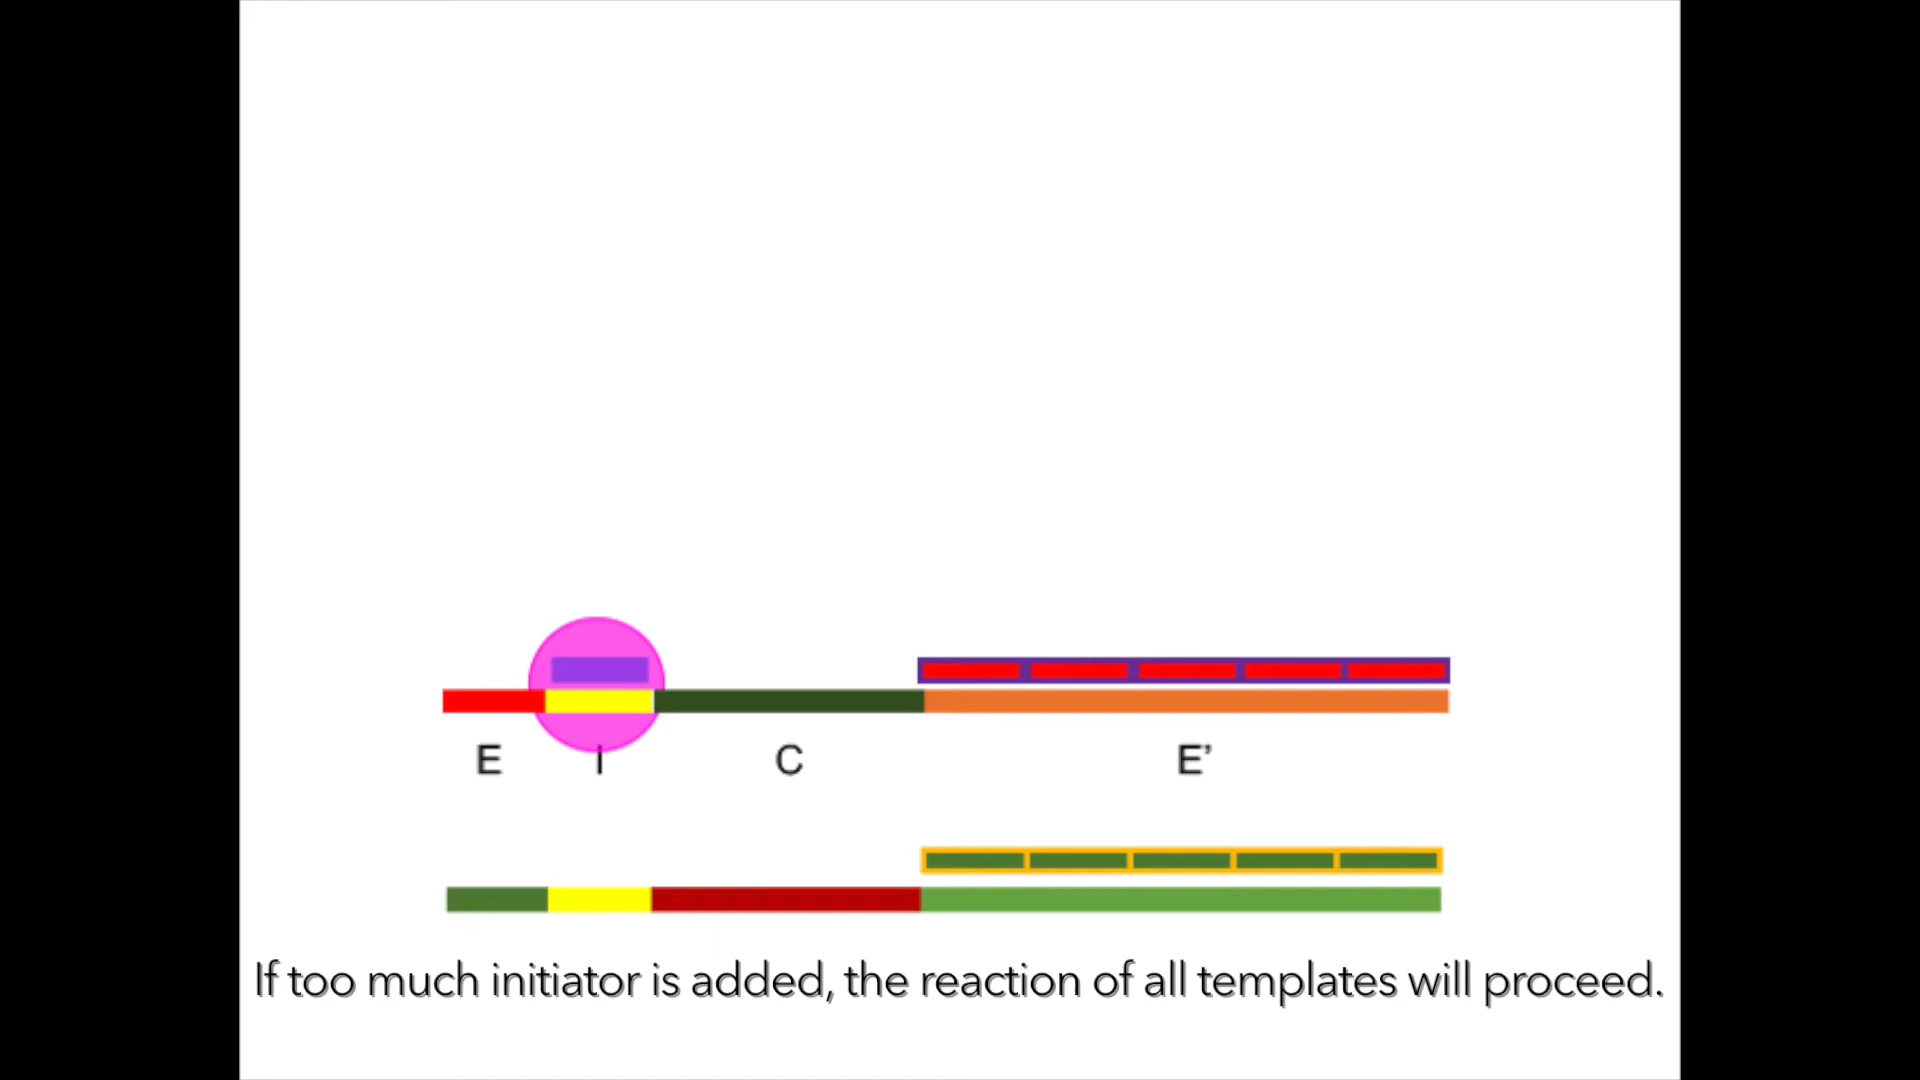 E I C E’
If too much initiator is added, the reaction of all templates will proceed.